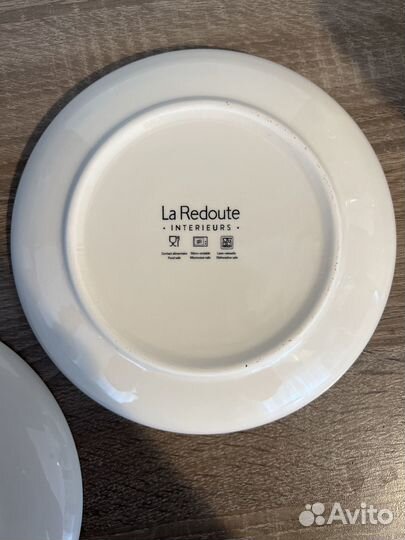 La Redoute
· INTERIEURS ·
Contact alimentaire Micro-ondable Lave-vaisselle
Food safe Microwave safe Dishwasher safe
Avito